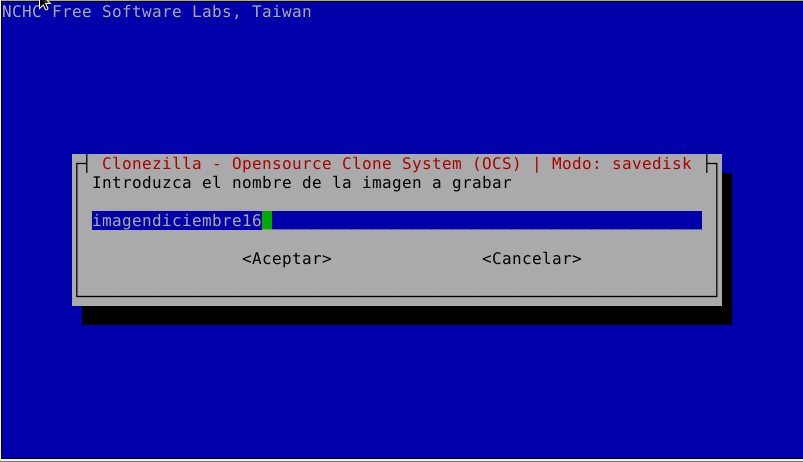 NCHC Free Software Labs, Taiwan
Clonezilla - Opensource Clone System (OCS) | Modo: savedisk
Introduzca el nombre de la imagen a grabar
imagendiciembre16
<Aceptar> <Cancelar>